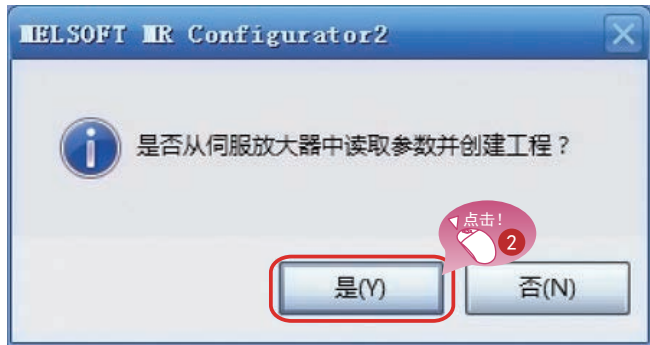 MELSOFT MR Configurator2
是否从伺服放大器中读取参数并创建工程？
点击！
2
是(Y)
否(N)